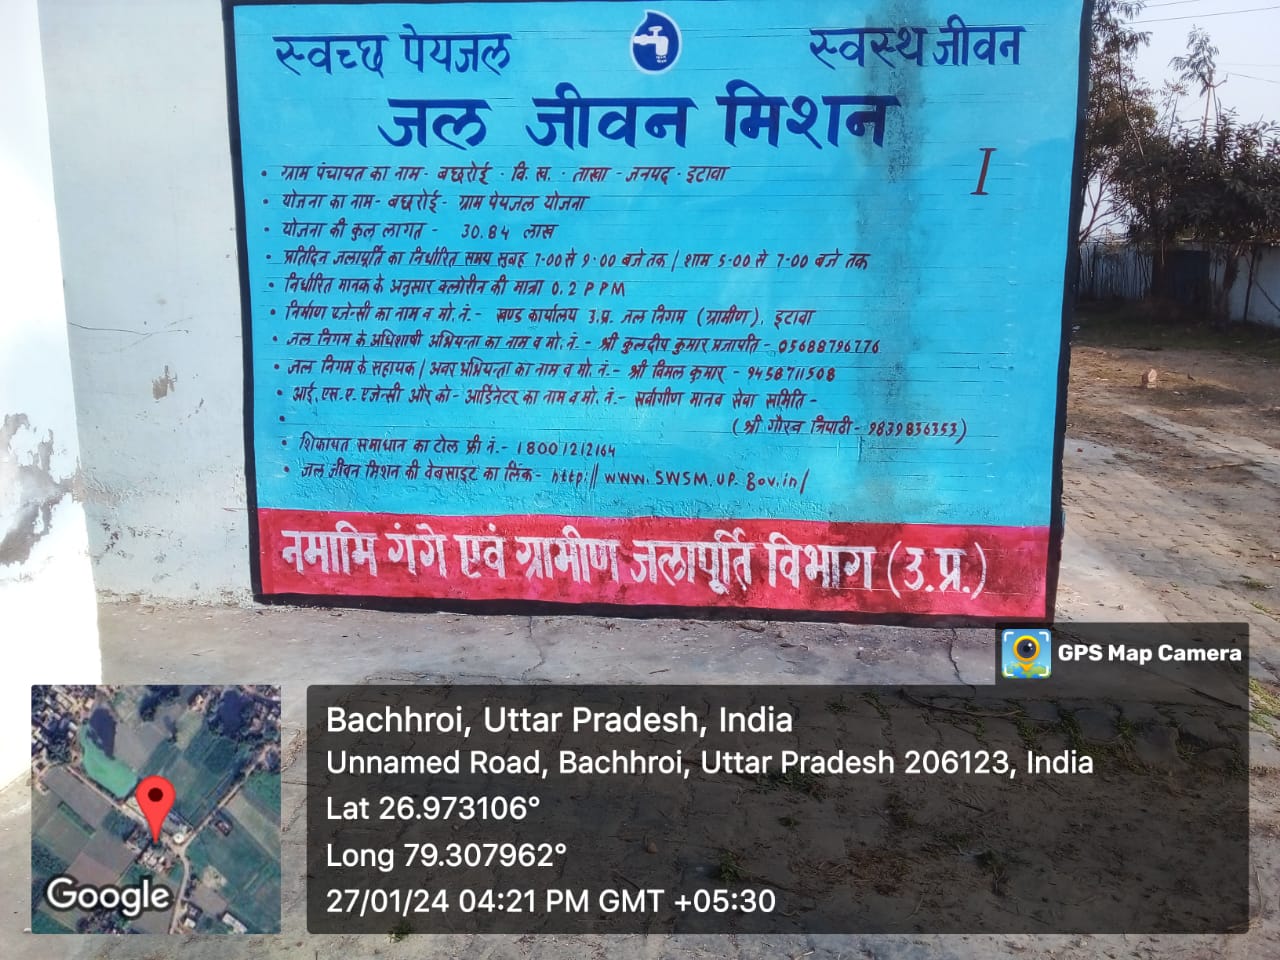 स्वच्छ पेयजल
स्वस्थ जीवन
जल जीवन मिशन
I
• ग्राम पंचायत का नाम - बछरोई - वि. ख. - ताखा - जनपद - इटावा
• योजना का नाम - बछरोई - ग्राम पेयजल योजना
• योजना की कुल लागत - 30.84 लाख
• प्रतिदिन जलापूर्ति का निर्धारित समय सुबह 7-00 से 9-00 बजे तक / शाम 5-00 से 7-00 बजे तक
• निर्धारित मानक के अनुसार क्लोरीन की मात्रा 0.2 PPM
• निर्माण एजेन्सी का नाम व मो. नं. - खण्ड कार्यालय उ.प्र. जल निगम (ग्रामीण), इटावा
• जल निगम के अधिशाषी अभियन्ता का नाम व मो. नं. - श्री कुलदीप कुमार प्रजापति - 05688796776
• जल निगम के सहायक / अवर अभियन्ता का नाम व मो. नं. - श्री विमल कुमार - 9458711508
• आई. एस. ए. एजेन्सी और को - आर्डिनेटर का नाम व मो. नं. - सर्वांगीण मानव सेवा समिति -
• (श्री गौरव त्रिपाठी - 9839836353)
• शिकायत समाधान का टोल फ्री नं. - 18001212164
• जल जीवन मिशन की वेबसाइट का लिंक - http:// www.SWSM.UP.gov.in/
नमामि गंगे एवं ग्रामीण जलापूर्ति विभाग (उ.प्र.)
GPS Map Camera
Bachhroi, Uttar Pradesh, India
Unnamed Road, Bachhroi, Uttar Pradesh 206123, India
Lat 26.973106°
Long 79.307962°
27/01/24 04:21 PM GMT +05:30
Google